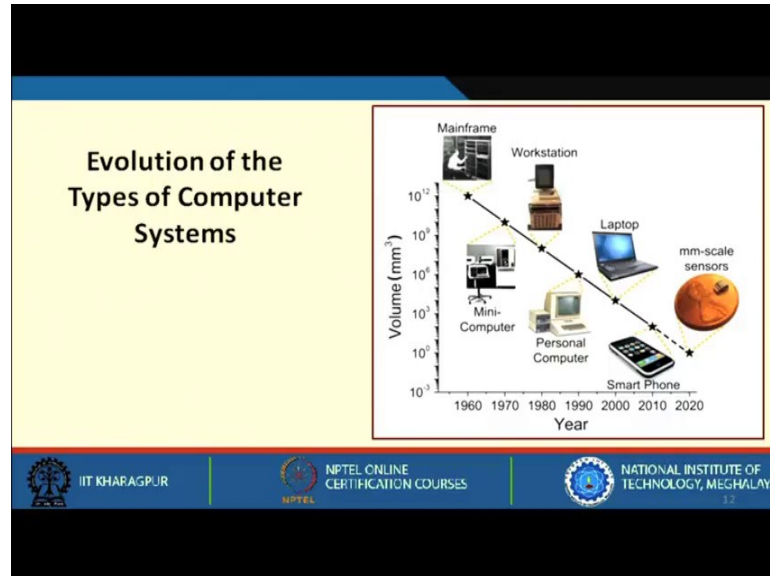 Evolution of the
Types of Computer
Systems
Mainframe
Workstation
Laptop
mm-scale
sensors
Mini-
Computer
Personal
Computer
Smart Phone
Volume (mm³)
10¹²
10⁹
10⁶
10³
10⁰
10⁻³
1960 1970 1980 1990 2000 2010 2020
Year
IIT KHARAGPUR
NPTEL
NPTEL ONLINE
CERTIFICATION COURSES
NATIONAL INSTITUTE OF
TECHNOLOGY, MEGHALAY
12